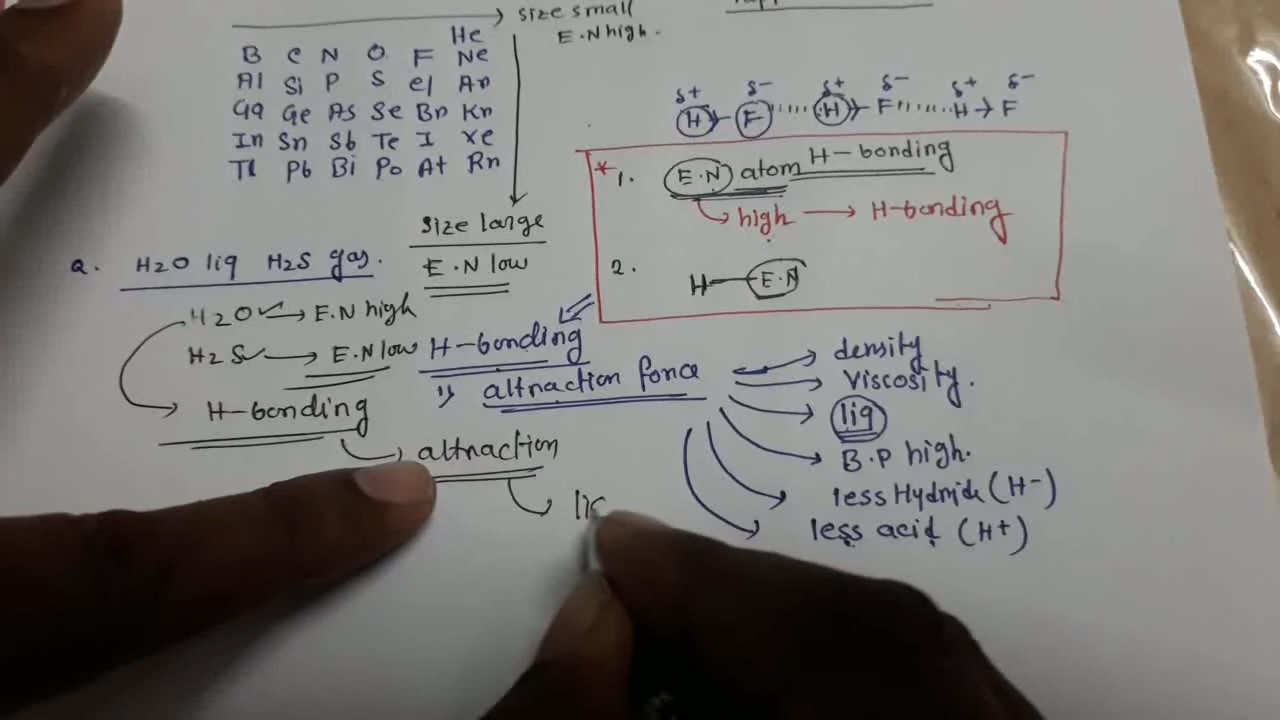 size small
E.N high.
He
B C N O F Ne
Al Si P S Cl Ar
Ga Ge As Se Br Kr
In Sn Sb Te I Xe
Tl Pb Bi Po At Rn
size large
E.N low
δ+ δ- δ+ δ- δ+ δ-
H F H F H F
*1. E.N atom H-bonding
high H-bonding
2. H E.N
Q. H2O liq H2S gas.
H2O E.N high
H2S E.N low
H-bonding
attraction
H-bonding
1) attraction force
density
viscosity.
liq
B.P high.
less Hydride (H-)
less acid (H+)